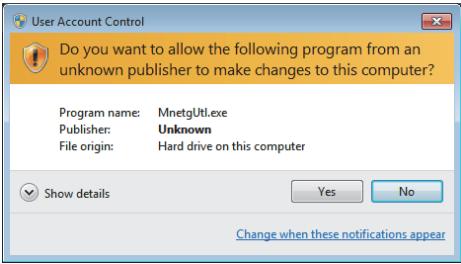 User Account Control
Do you want to allow the following program from an
unknown publisher to make changes to this computer?
Program name: MnetgUtl.exe
Publisher: Unknown
File origin: Hard drive on this computer
Show details
Yes
No
Change when these notifications appear